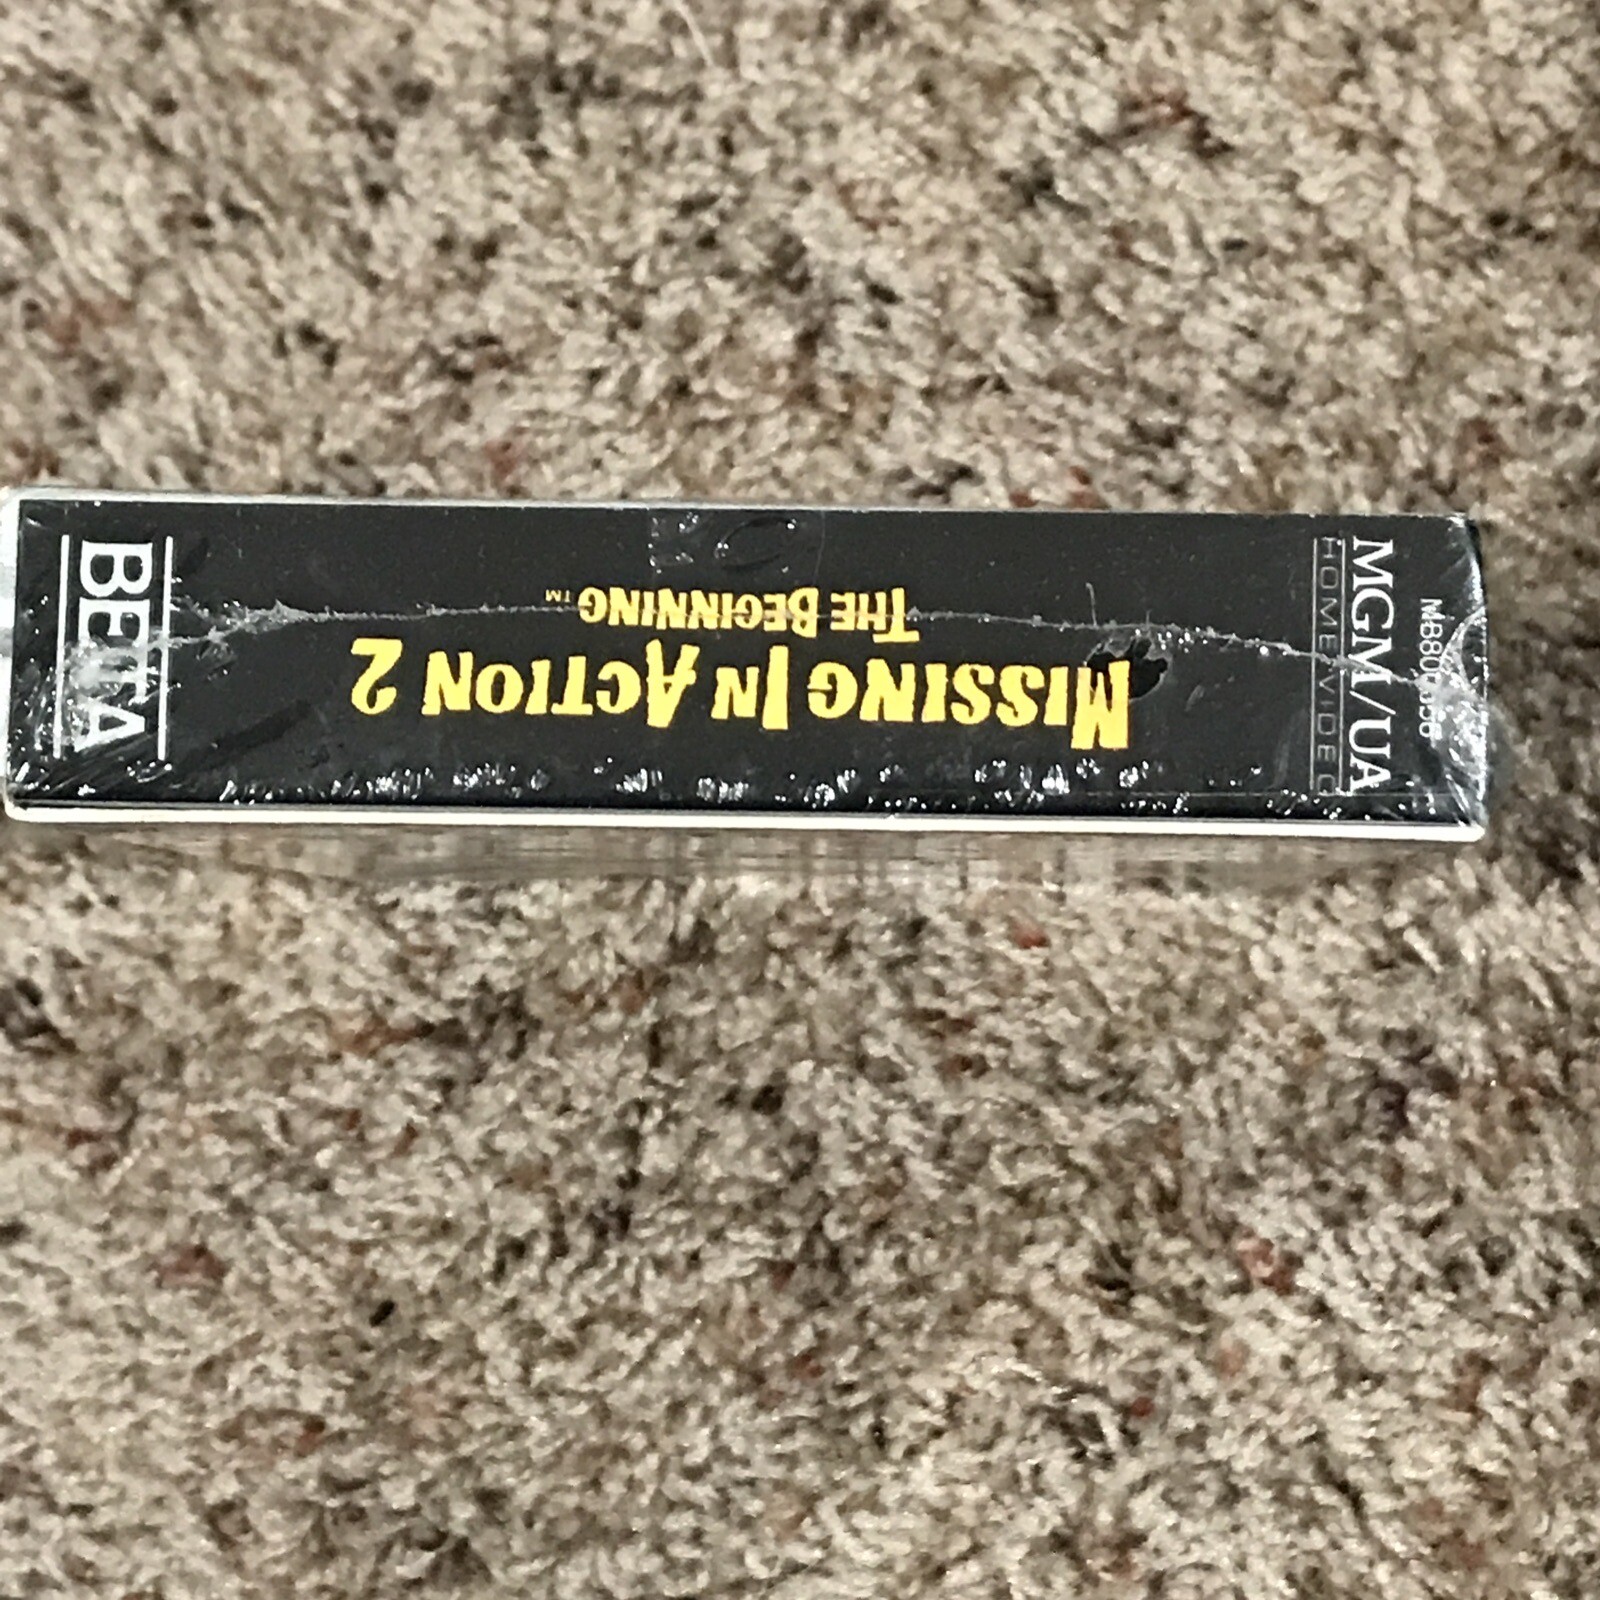 MISSING IN ACTION 2
THE BEGINNING™
BETA
MGM/UA
HOME VIDEO